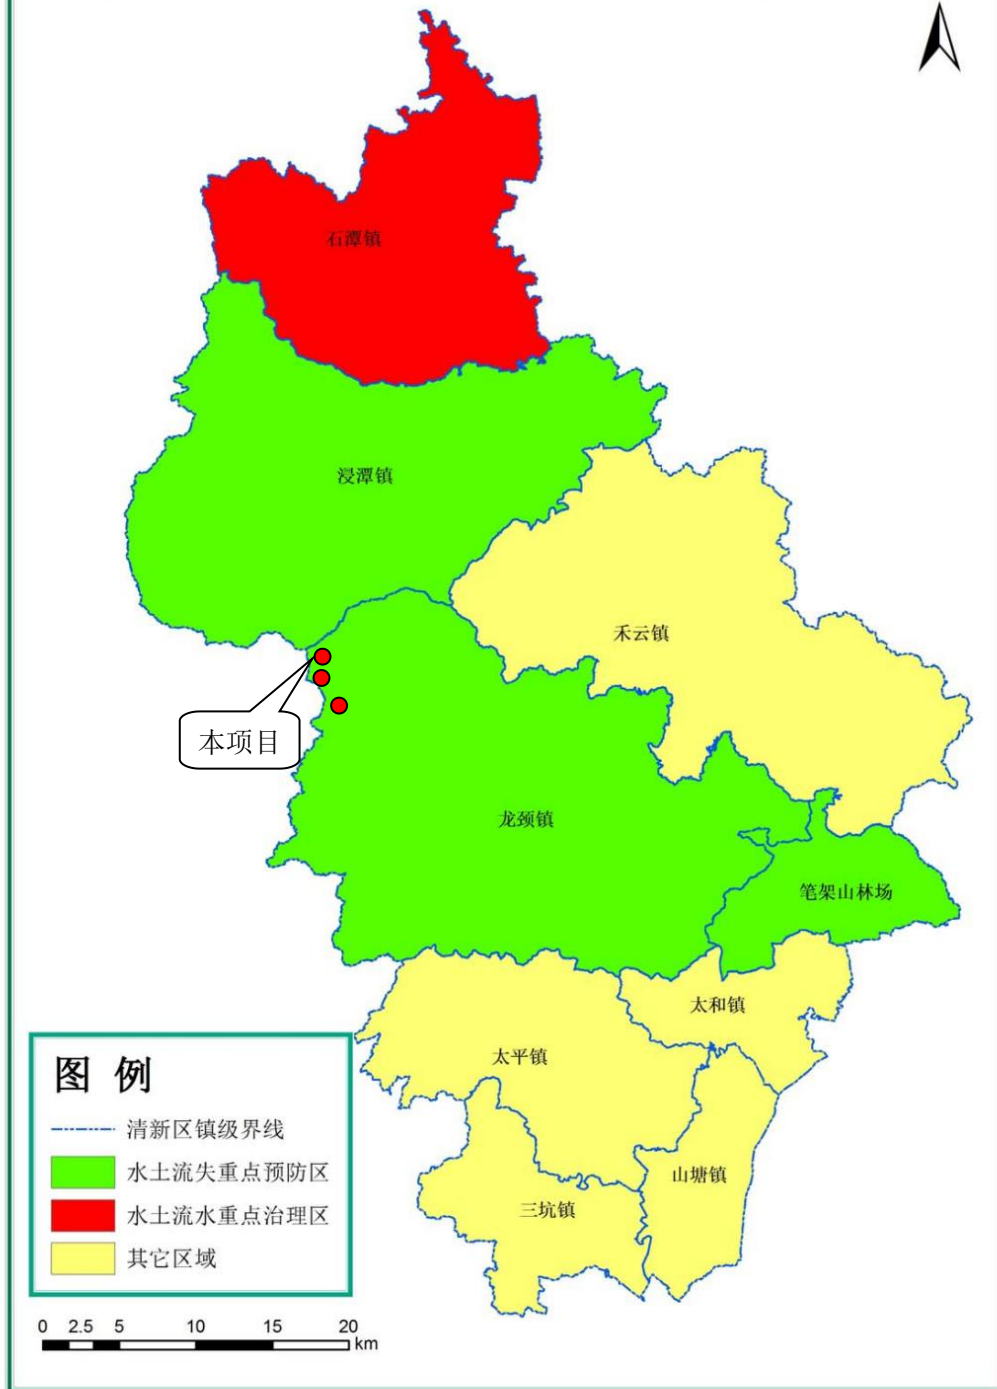 石潭镇
浸潭镇
禾云镇
本项目
龙颈镇
笔架山林场
太和镇
太平镇
山塘镇
三坑镇
图 例
清新区镇级界线
水土流失重点预防区
水土流水重点治理区
其它区域
0 2.5 5 10 15 20
km